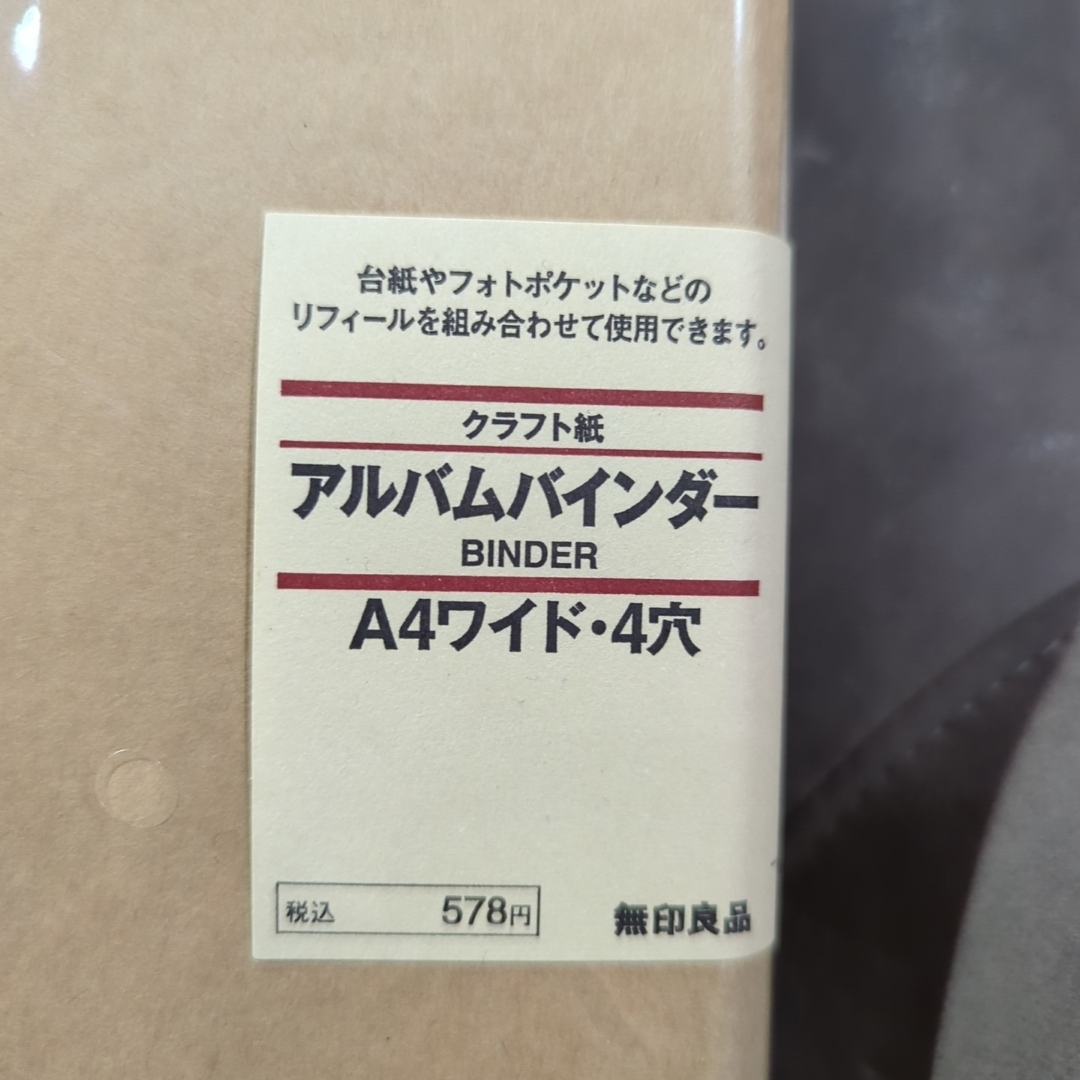 台紙やフォトポケットなどの
リフィールを組み合わせて使用できます。
クラフト紙
アルバムバインダー
BINDER
A4ワイド・4穴
税込 578円
無印良品